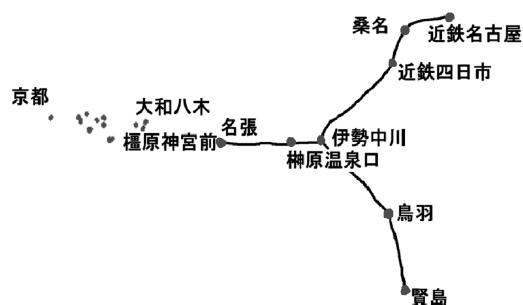 桑名
近鉄名古屋
近鉄四日市
京都
大和八木
橿原神宮前
名張
伊勢中川
榊原温泉口
鳥羽
賢島